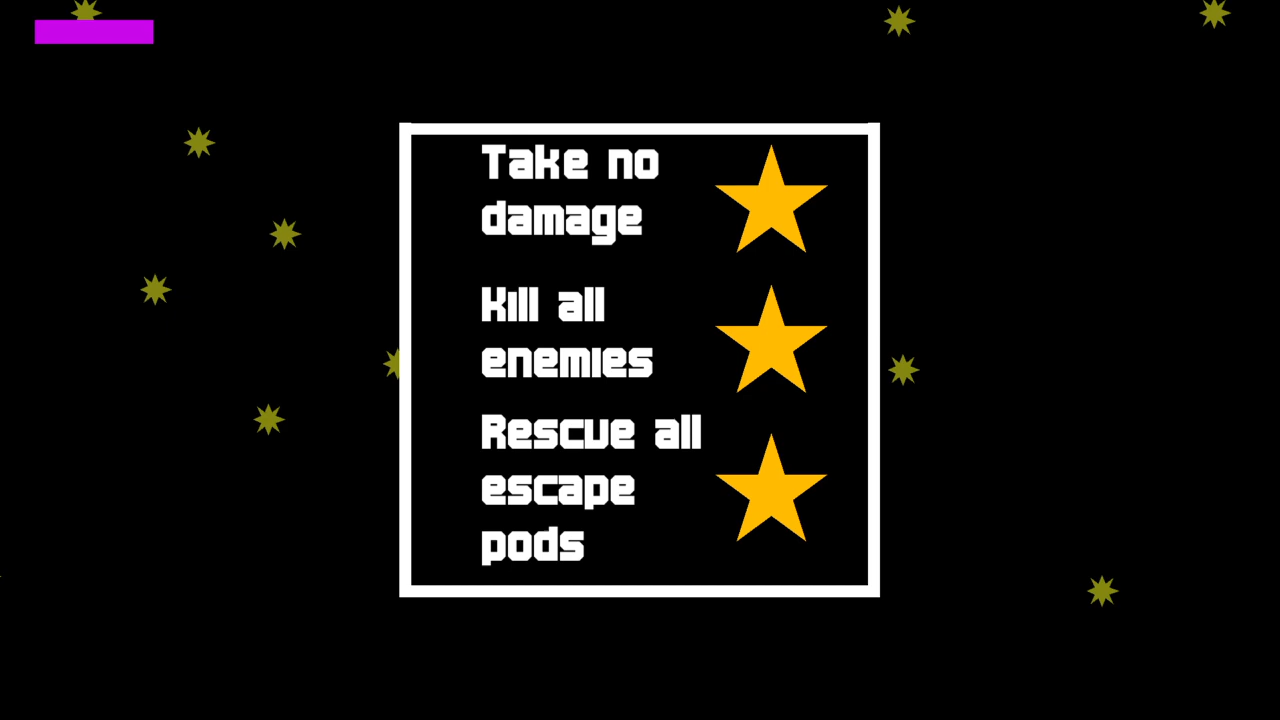 Take no
damage
Kill all
enemies
Rescue all
escape
pods